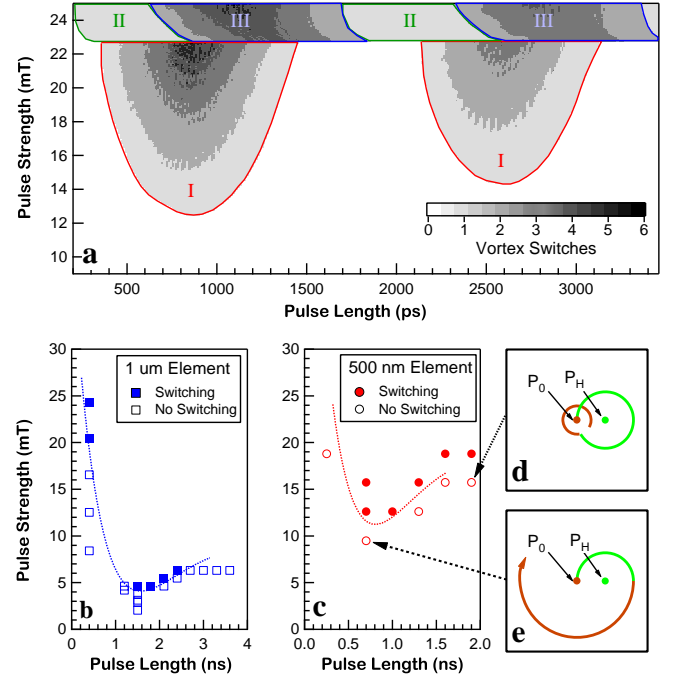 24
22
20
18
16
14
12
10
Pulse Strength (mT)
II
III
II
III
I
I
0 1 2 3 4 5 6
Vortex Switches
a
500 1000 1500 2000 2500 3000
Pulse Length (ps)
30
25
20
15
10
5
0
Pulse Strength (mT)
1 um Element
Switching
No Switching
b
0 1 2 3 4
Pulse Length (ns)
30
25
20
15
10
5
0
500 nm Element
Switching
No Switching
c
0.0 0.5 1.0 1.5 2.0
Pulse Length (ns)
P0 PH
d
P0 PH
e